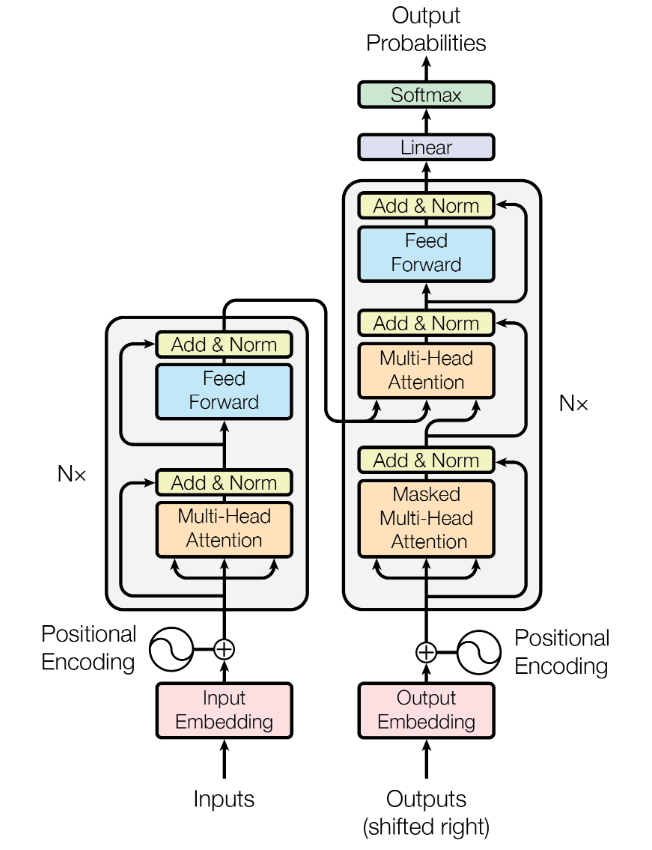 Output
Probabilities
Softmax
Linear
Add & Norm
Feed
Forward
Add & Norm
Multi-Head
Attention
Add & Norm
Masked
Multi-Head
Attention
Nx
Add & Norm
Feed
Forward
Add & Norm
Multi-Head
Attention
Nx
Positional
Encoding
Positional
Encoding
Input
Embedding
Output
Embedding
Inputs
Outputs
(shifted right)